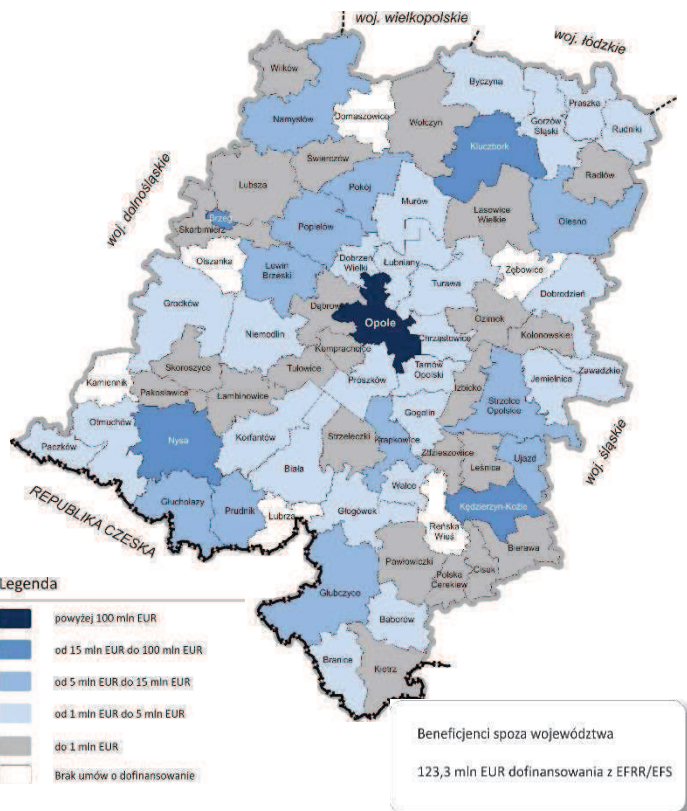 woj. wielkopolskie
woj. łódzkie
Wilków
Byczyna
Praszka
Domaszowice
Wołczyn
Gorzów
Śląski
Namysłów
Rudniki
Kluczbork
Świerczów
Radłów
woj. dolnośląskie
Lubsza
Pokój
Murów
Lasowice
Wielkie
Brzeg
Olesno
Skarbimierz
Popielów
Olszanka
Lewin
Brzeski
Dobrzeń
Wielki
Łubniany
Zębowice
Turawa
Dobrodzień
Grodków
Dąbrowa
Opole
Ozimek
Niemodlin
Chrząstowice
Kolonowskie
Komprachcice
Skoroszyce
Tułowice
Tarnów
Opolski
Zawadzkie
Kamiennik
Prószków
Izbicko
Jemielnica
Pakosławice
Łambinowice
Strzelce
Opolskie
Otmuchów
Gogolin
Paczków
Nysa
Korfantów
Strzeleczki
Krapkowice
woj. śląskie
Zdzieszowice
Ujazd
Biała
Leśnica
REPUBLIKA CZESKA
Walce
Głuchołazy
Prudnik
Lubrza
Głogówek
Kędzierzyn-Koźle
Reńska
Wieś
Bierawa
Pawłowiczki
Polska
Cerekiew
Cisek
Głubczyce
Baborów
Branice
Kietrz
Legenda
powyżej 100 mln EUR
od 15 mln EUR do 100 mln EUR
od 5 mln EUR do 15 mln EUR
od 1 mln EUR do 5 mln EUR
do 1 mln EUR
Brak umów o dofinansowanie
Beneficjenci spoza województwa
123,3 mln EUR dofinansowania z EFRR/EFS